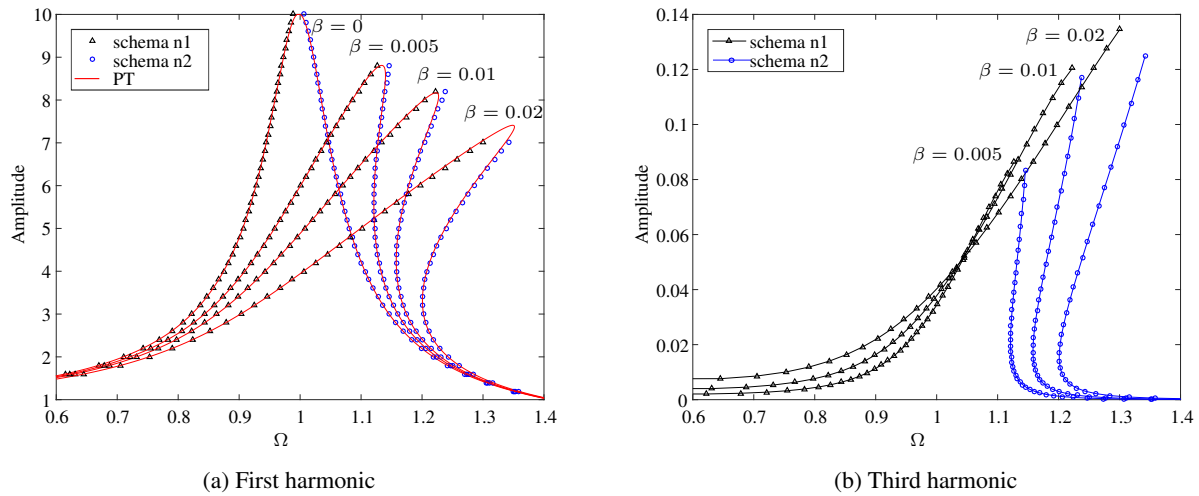 10
9
8
7
6
5
4
3
2
1
Amplitude
0.6 0.7 0.8 0.9 1 1.1 1.2 1.3 1.4
Ω
schema n1
schema n2
PT
β = 0
β = 0.005
β = 0.01
β = 0.02
(a) First harmonic
0.14
0.12
0.1
0.08
0.06
0.04
0.02
0
Amplitude
0.6 0.7 0.8 0.9 1 1.1 1.2 1.3 1.4
Ω
schema n1
schema n2
β = 0.02
β = 0.01
β = 0.005
(b) Third harmonic